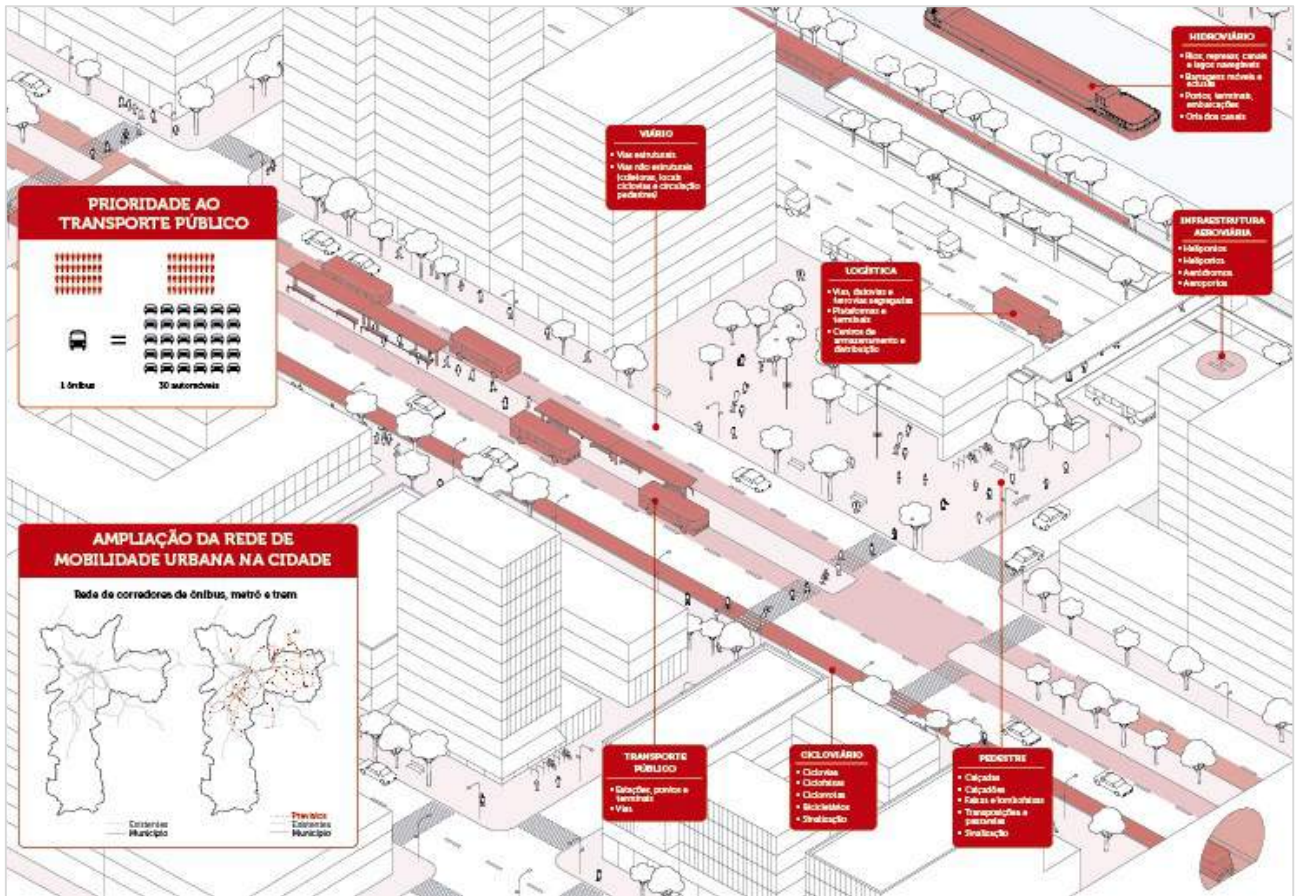 HIDROVIÁRIO
• Rios, represas, canais
e lagos navegáveis
• Barragens móveis e
eclusas
• Portos, terminais,
embarcações
• Orla dos canais
VIÁRIO
• Vias estruturais
• Vias não estruturais
(coletoras, locais
ciclovias e circulação
pedestres)
PRIORIDADE AO
TRANSPORTE PÚBLICO
1 ônibus
=
30 automóveis
INFRAESTRUTURA
AEROVIÁRIA
• Helipontos
• Heliportos
• Aeródromos
• Aeroportos
LOGÍSTICA
• Vias, dutovias e
ferrovias segregadas
• Plataformas e
terminais
• Centros de
armazenamento e
distribuição
AMPLIAÇÃO DA REDE DE
MOBILIDADE URBANA NA CIDADE
Rede de corredores de ônibus, metrô e trem
Existentes
Município
Previstos
Existentes
Município
TRANSPORTE
PÚBLICO
• Estações, pontos e
terminais
• Vias
CICLOVIÁRIO
• Ciclovias
• Ciclofaixas
• Ciclorrotas
• Bicicletários
• Sinalização
PEDESTRE
• Calçadas
• Calçadões
• Faixas e lombofaixas
• Transposições e
passarelas
• Sinalização